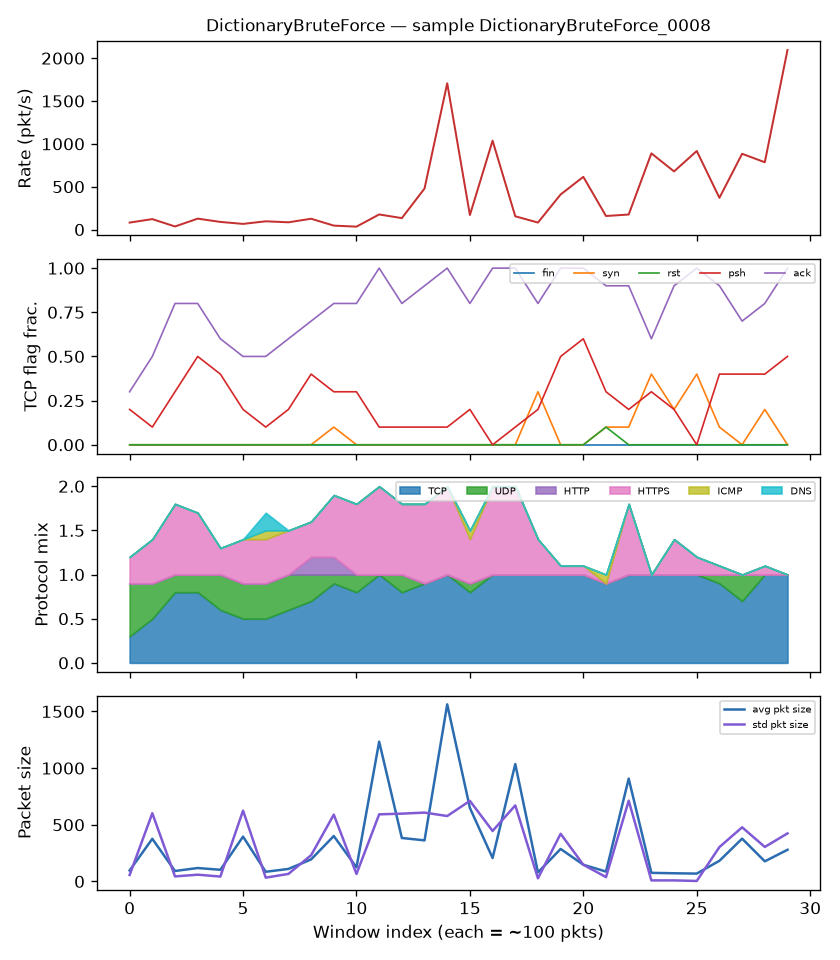 DictionaryBruteForce — sample DictionaryBruteForce_0008
Rate (pkt/s)
2000
1500
1000
500
0
TCP flag frac.
1.00
0.75
0.50
0.25
0.00
fin syn rst psh ack
Protocol mix
2.0
1.5
1.0
0.5
0.0
TCP UDP HTTP HTTPS ICMP DNS
Packet size
1500
1000
500
0
avg pkt size
std pkt size
0 5 10 15 20 25 30
Window index (each = ~100 pkts)